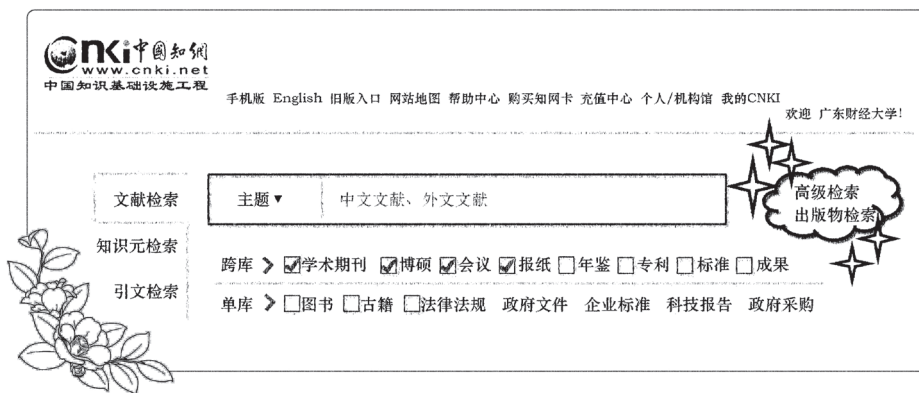 Cnki中國知網
www.cnki.net
中国知识基础设施工程
手机版 English 旧版入口 网站地图 帮助中心 购买知网卡 充值中心 个人/机构馆 我的CNKI
欢迎 广东财经大学!
文献检索
主题▼ 中文文献、外文文献
高级检索
出版物检索
知识元检索
跨库 > ☑学术期刊 ☑博硕 ☑会议 ☑报纸 □年鉴 □专利 □标准 □成果
引文检索
单库 > □图书 □古籍 □法律法规 政府文件 企业标准 科技报告 政府采购